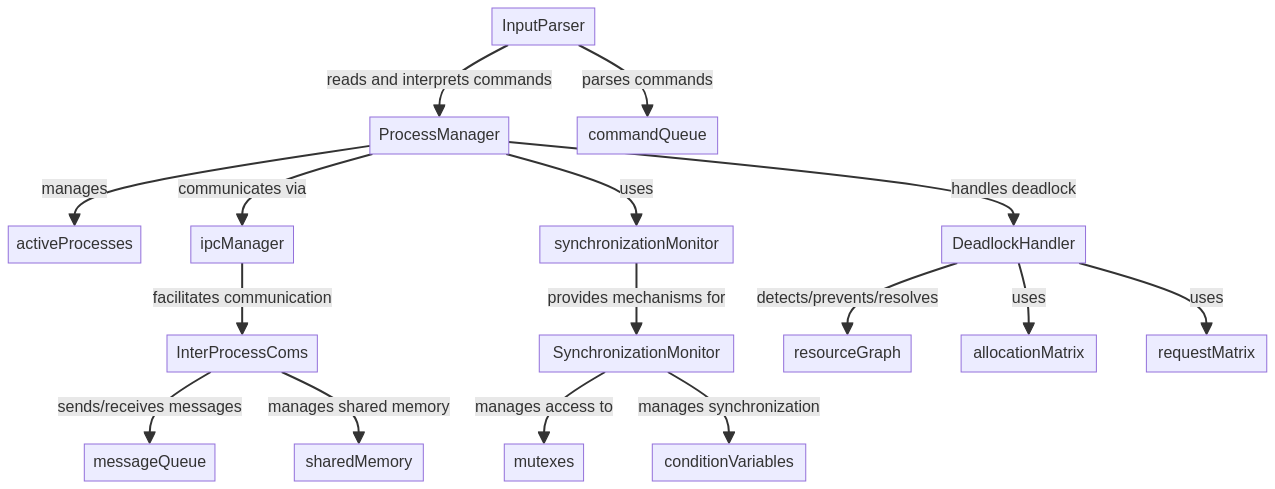 InputParser
reads and interprets commands
parses commands
ProcessManager
commandQueue
manages
communicates via
uses
handles deadlock
activeProcesses
ipcManager
synchronizationMonitor
DeadlockHandler
facilitates communication
provides mechanisms for
detects/prevents/resolves
uses
uses
InterProcessComs
SynchronizationMonitor
resourceGraph
allocationMatrix
requestMatrix
sends/receives messages
manages shared memory
manages access to
manages synchronization
messageQueue
sharedMemory
mutexes
conditionVariables